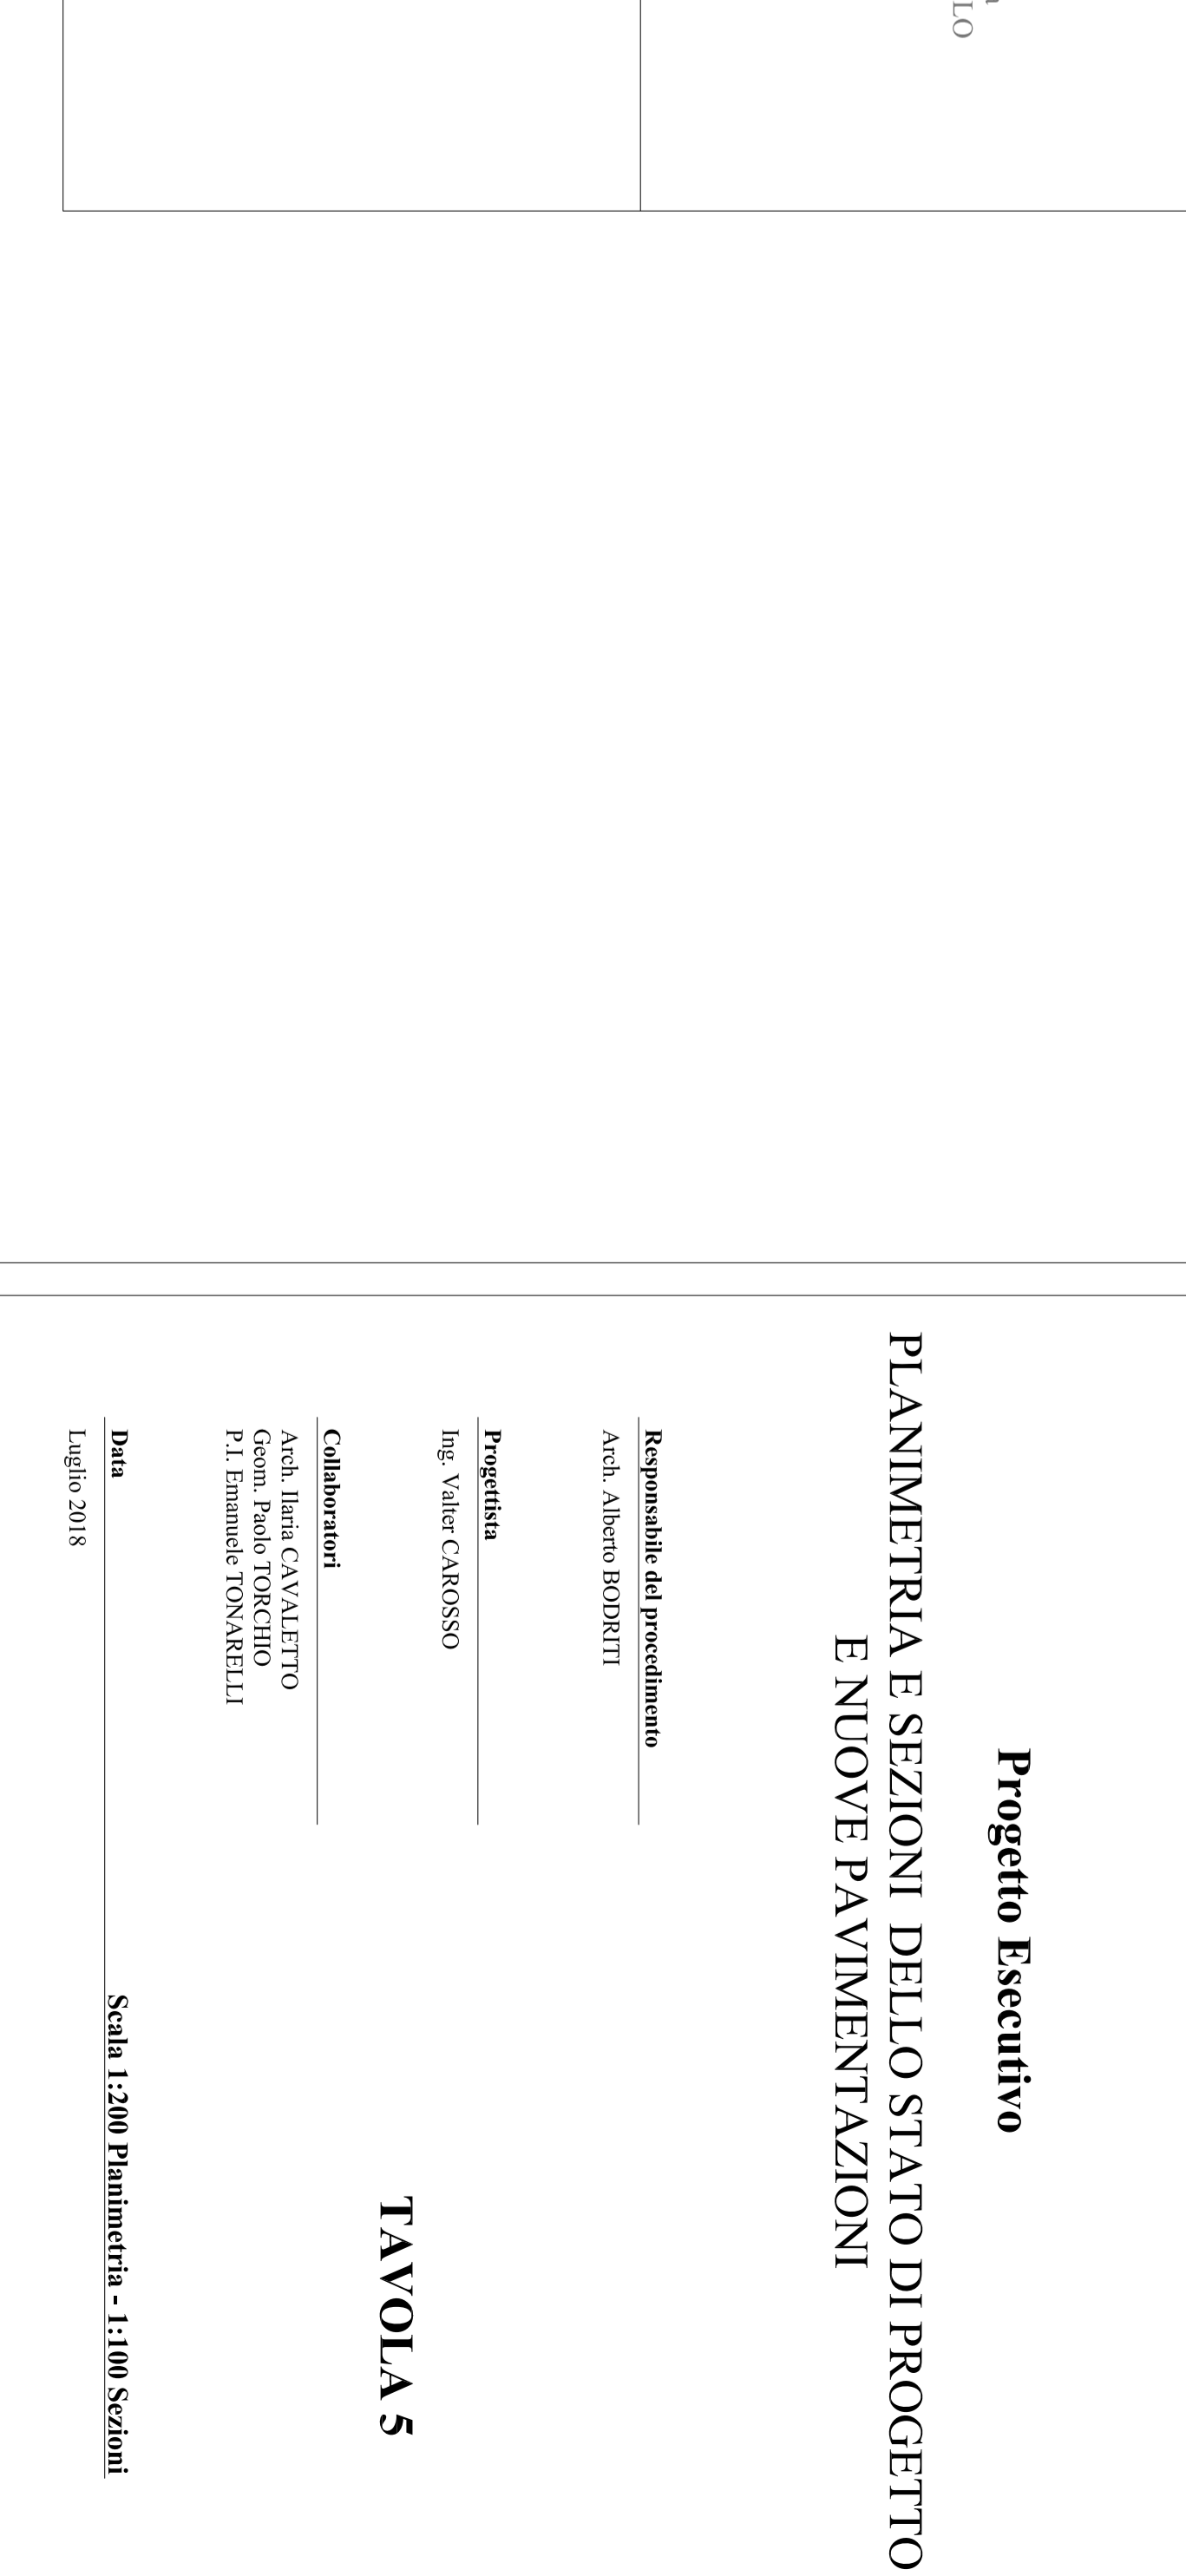 LO
Progetto Esecutivo
PLANIMETRIA E SEZIONI DELLO STATO DI PROGETTO
E NUOVE PAVIMENTAZIONI
Responsabile del procedimento
Arch. Alberto BODRITI
Progettista
Ing. Valter CAROSSO
Collaboratori
Arch. Ilaria CAVALETTO
Geom. Paolo TORCHIO
P.I. Emanuele TONARELLI
TAVOLA 5
Data
Scala 1:200 Planimetria - 1:100 Sezioni
Luglio 2018